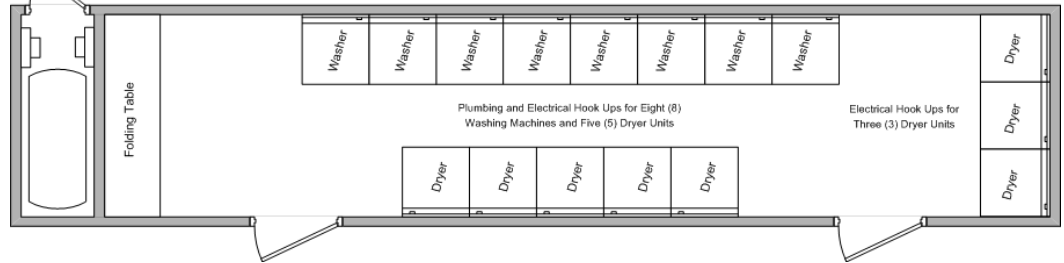 Washer
Washer
Washer
Washer
Washer
Washer
Washer
Washer
Dryer
Folding Table
Plumbing and Electrical Hook Ups for Eight (8)
Washing Machines and Five (5) Dryer Units
Electrical Hook Ups for
Three (3) Dryer Units
Dryer
Dryer
Dryer
Dryer
Dryer
Dryer
Dryer